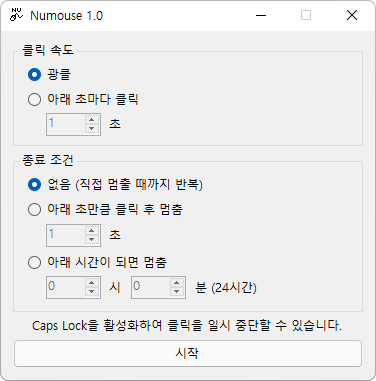 Numouse 1.0
클릭 속도
광클
아래 초마다 클릭
1 초
종료 조건
없음 (직접 멈출 때까지 반복)
아래 초만큼 클릭 후 멈춤
1 초
아래 시간이 되면 멈춤
0 시 0 분 (24시간)
Caps Lock을 활성화하여 클릭을 일시 중단할 수 있습니다.
시작